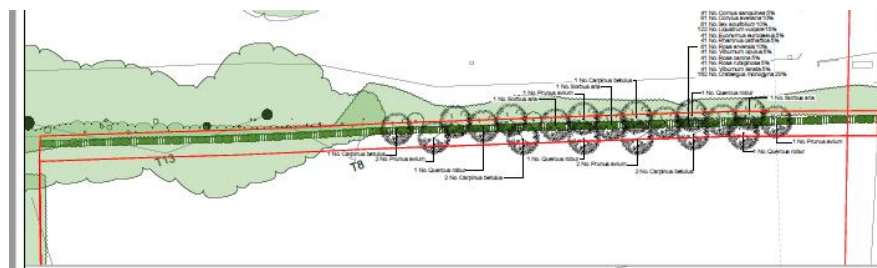 41 No. Cornus sanguinea 5%
81 No. Corylus avellana 10%
81 No. Ilex aquifolium 10%
122 No. Ligustrum vulgare 15%
41 No. Euonymus europaeus 5%
41 No. Rhamnus cathartica 5%
81 No. Rosa arvensis 10%
41 No. Viburnum opulus 5%
41 No. Rosa canina 5%
41 No. Rosa rubiginosa 5%
41 No. Viburnum lantana 5%
162 No. Crataegus monogyna 20%
1 No. Carpinus betulus
1 No. Sorbus aria
1 No. Prunus avium
1 No. Sorbus aria
1 No. Quercus robur
1 No. Sorbus aria
T13
T8
1 No. Carpinus betulus
2 No. Prunus avium
1 No. Quercus robur
2 No. Carpinus betulus
1 No. Quercus robur
2 No. Prunus avium
2 No. Carpinus betulus
1 No. Prunus avium
No. Quercus robur